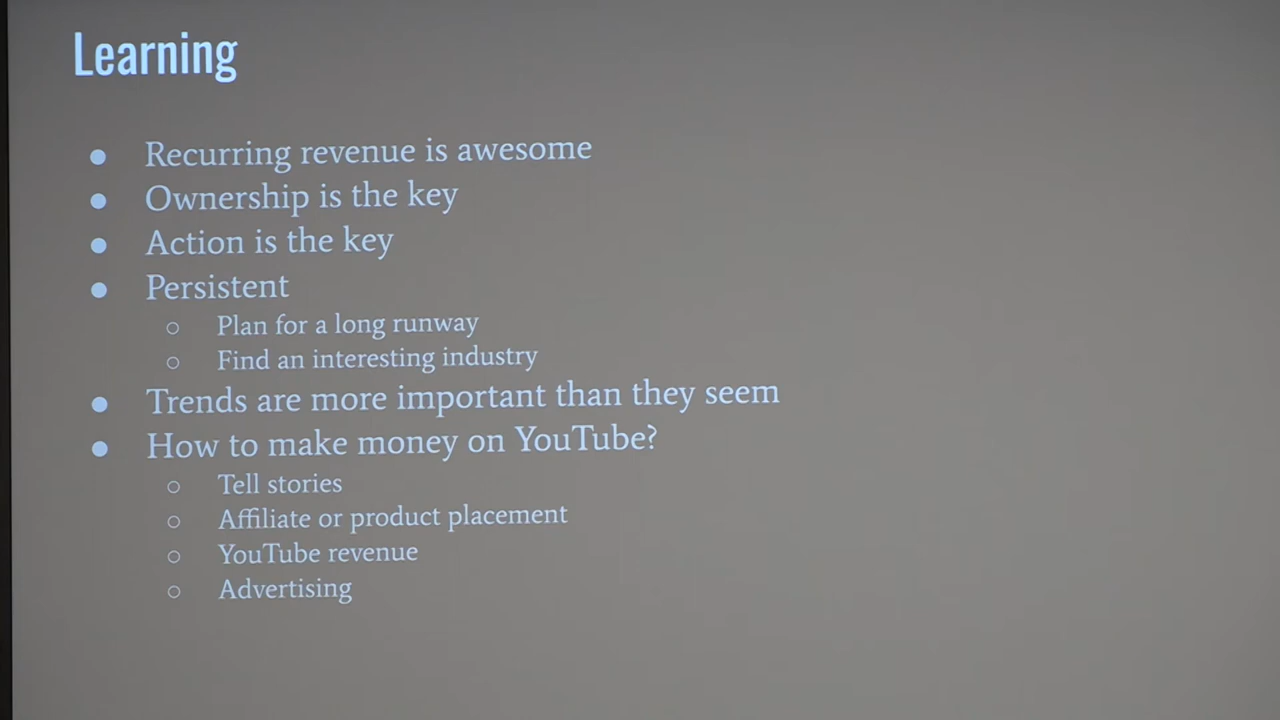 Learning
● Recurring revenue is awesome
● Ownership is the key
● Action is the key
● Persistent
○ Plan for a long runway
○ Find an interesting industry
● Trends are more important than they seem
● How to make money on YouTube?
○ Tell stories
○ Affiliate or product placement
○ YouTube revenue
○ Advertising